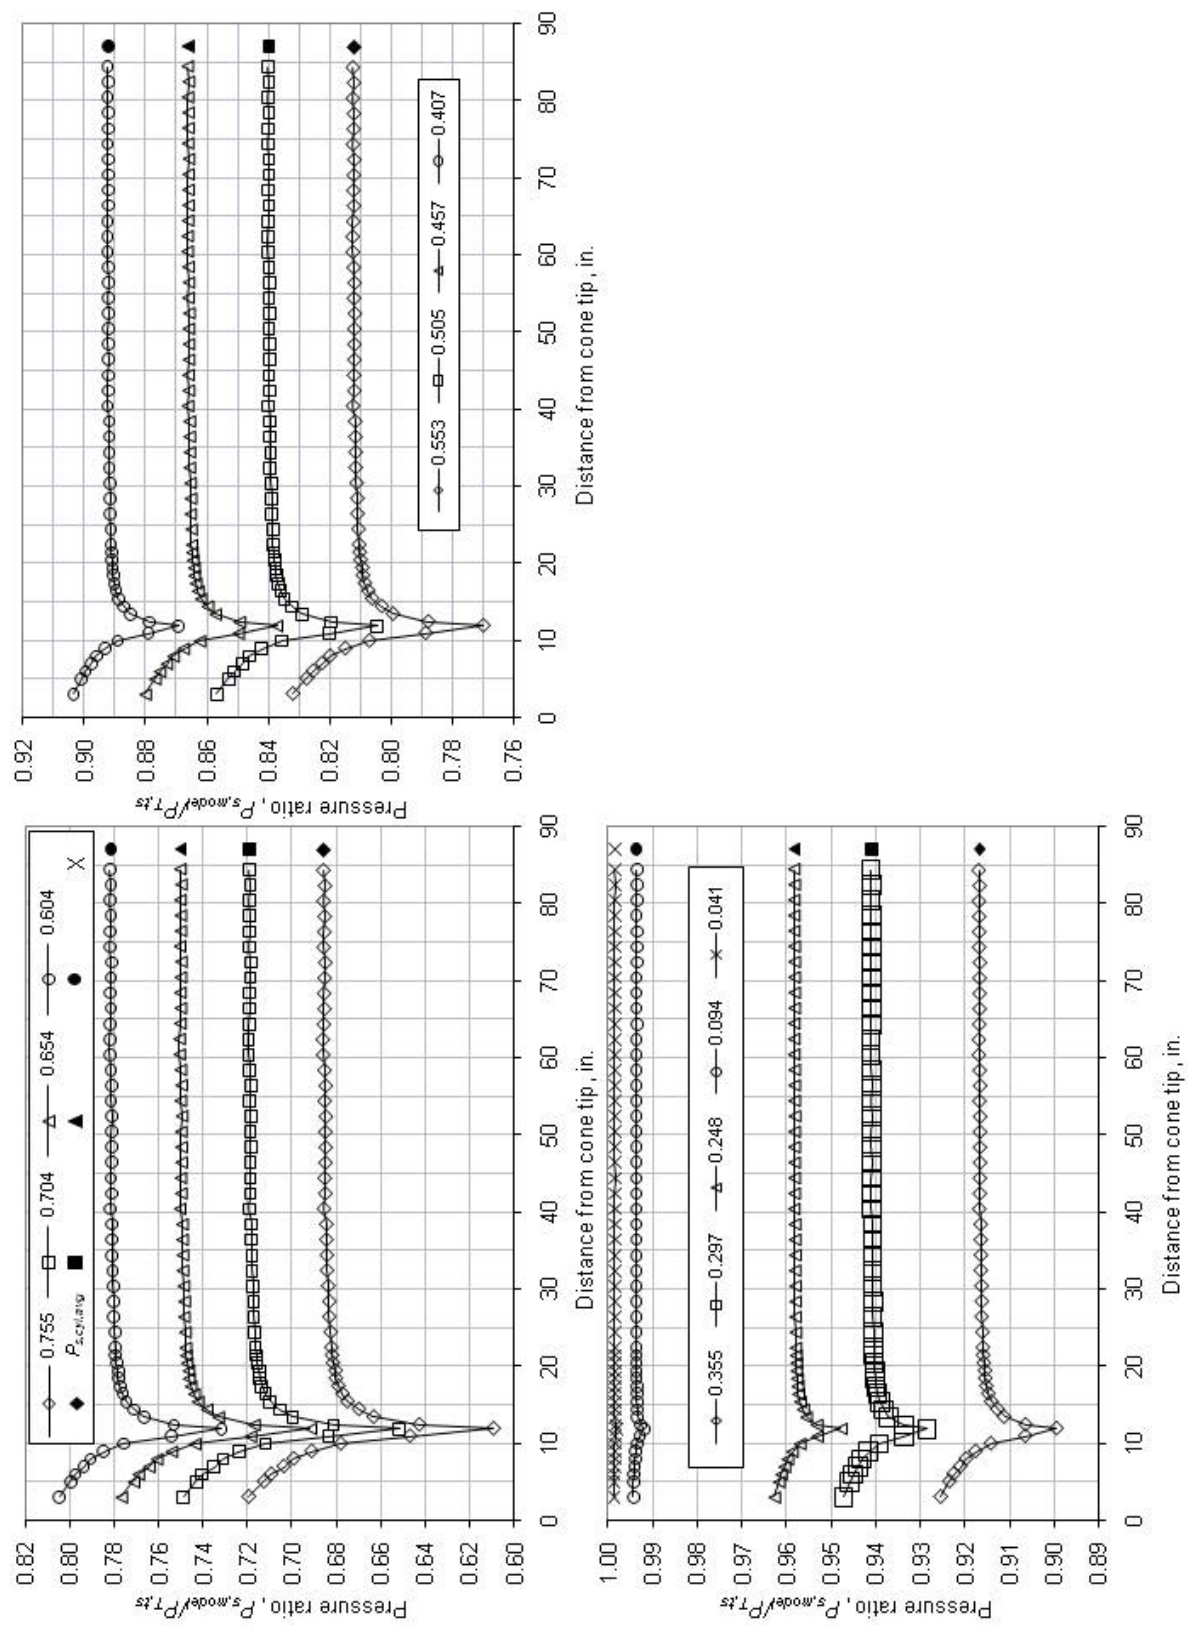 0.755 0.704 0.654 0.604
Ps,cyl,avg
Pressure ratio, Ps,model/PT,ts
0.82
0.80
0.78
0.76
0.74
0.72
0.70
0.68
0.66
0.64
0.62
0.60
0 10 20 30 40 50 60 70 80 90
Distance from cone tip, in.
Pressure ratio, Ps,model/PT,ts
0.92
0.90
0.88
0.86
0.84
0.82
0.80
0.78
0.76
0.553 0.505 0.457 0.407
0 10 20 30 40 50 60 70 80 90
Distance from cone tip, in.
Pressure ratio, Ps,model/PT,ts
1.00
0.99
0.98
0.97
0.96
0.95
0.94
0.93
0.92
0.91
0.90
0.89
0.355 0.297 0.248 0.094 0.041
0 10 20 30 40 50 60 70 80 90
Distance from cone tip, in.